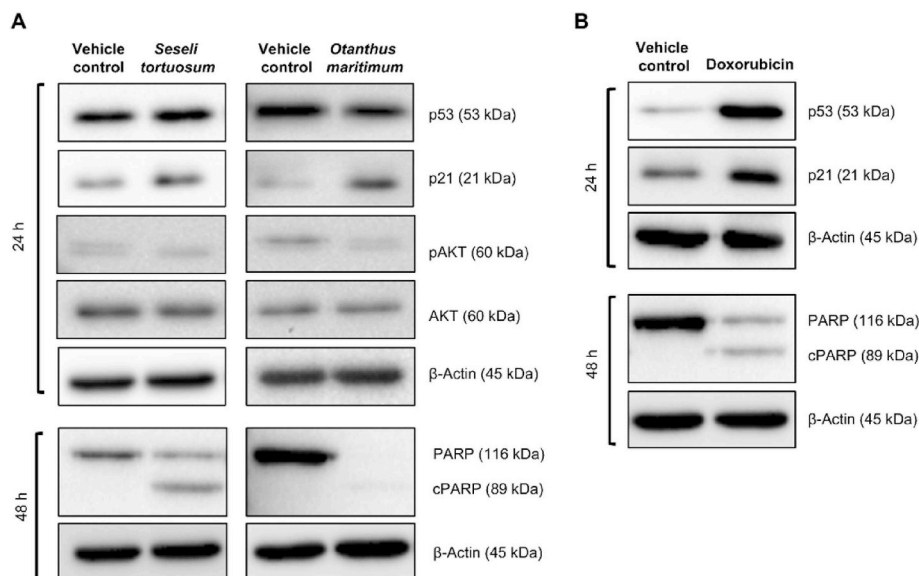 A
Vehicle
control
Seseli
tortuosum
Vehicle
control
Otanthus
maritimum
24 h
p53 (53 kDa)
p21 (21 kDa)
pAKT (60 kDa)
AKT (60 kDa)
β-Actin (45 kDa)
48 h
PARP (116 kDa)
cPARP (89 kDa)
β-Actin (45 kDa)
B
Vehicle
control
Doxorubicin
24 h
p53 (53 kDa)
p21 (21 kDa)
β-Actin (45 kDa)
48 h
PARP (116 kDa)
cPARP (89 kDa)
β-Actin (45 kDa)